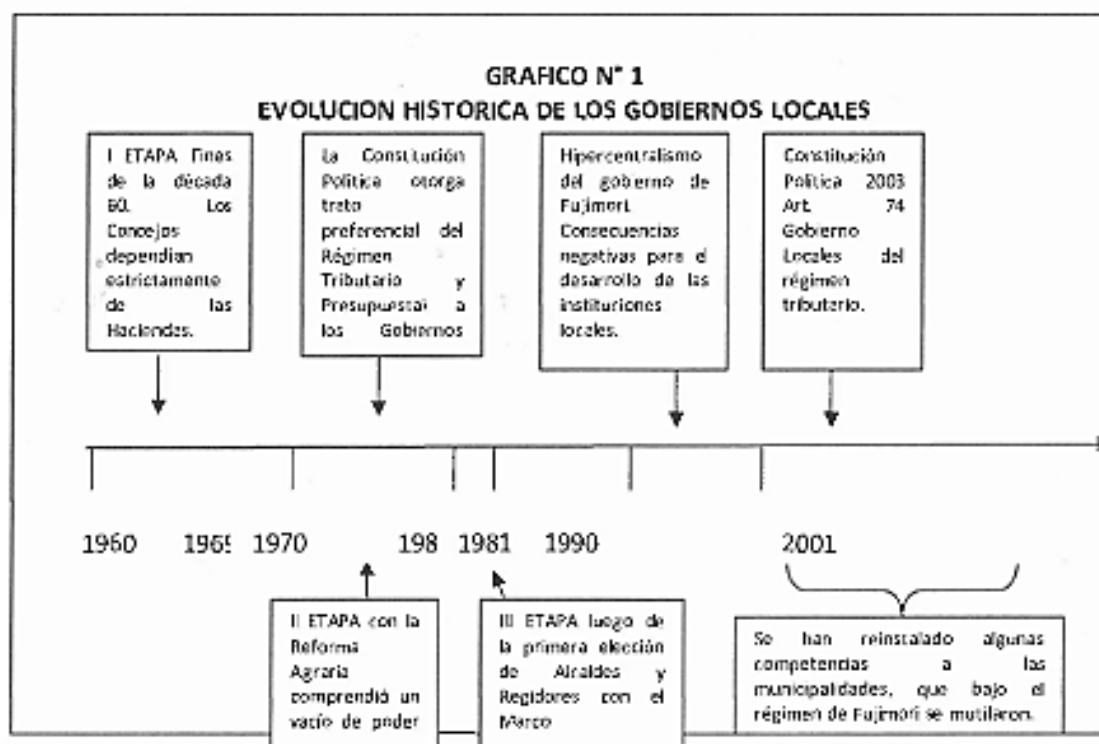 GRAFICO N° 1
EVOLUCION HISTORICA DE LOS GOBIERNOS LOCALES
I ETAPA Fines
de la década
60. Los
Concejos
dependían
estrictamente
de las
Haciendas.
La Constitución
Política otorga
trato
preferencial del
Régimen
Tributario y
Presupuestal a
los Gobiernos
Hipercentralismo
del gobierno de
Fujimori.
Consecuencias
negativas para el
desarrollo de las
instituciones
locales.
Constitución
Política 2003
Art. 74
Gobierno
Locales del
régimen
tributario.
1960 1965 1970 198 1981 1990 2001
II ETAPA con la
Reforma
Agraria
comprendió un
vacío de poder
III ETAPA luego de
la primera elección
de Alcaldes y
Regidores con el
Marco
Se han reinstalado algunas
competencias a las
municipalidades, que bajo el
régimen de Fujimori se mutilaron.